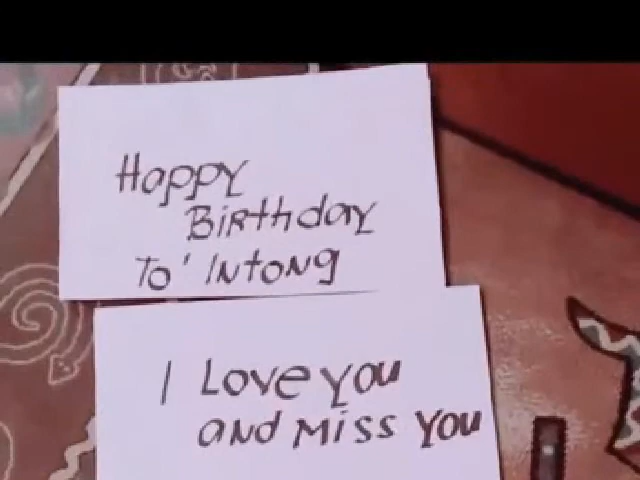 Happy
Birthday
To' Intong
I Love you
and Miss You